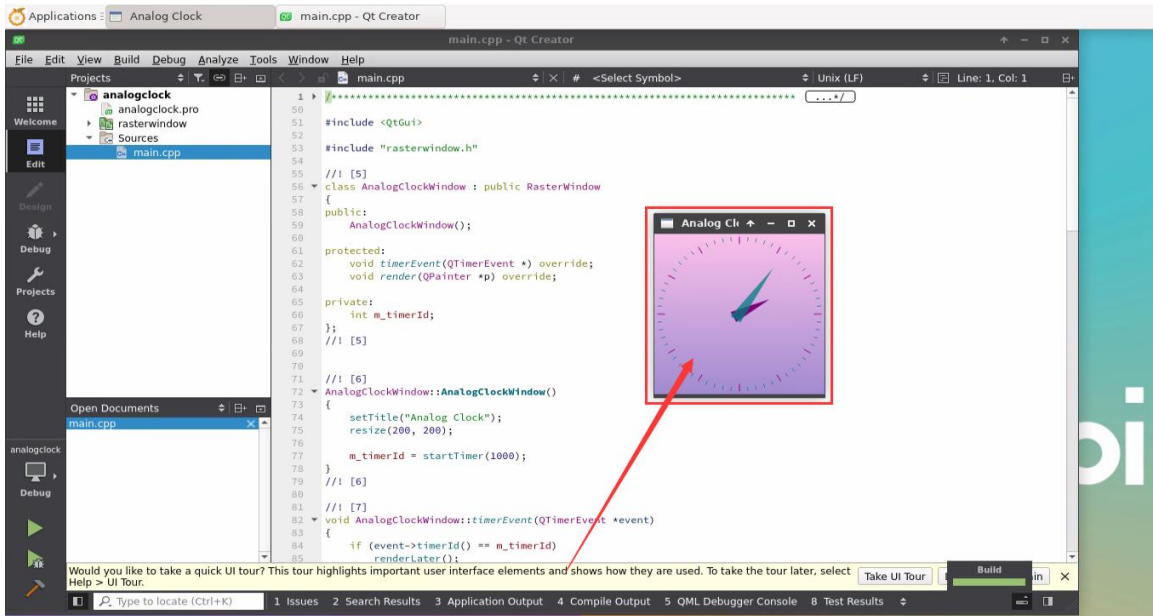 Applications
Analog Clock
main.cpp - Qt Creator
main.cpp - Qt Creator
File Edit View Build Debug Analyze Tools Window Help
Projects
main.cpp
# <Select Symbol>
Unix (LF)
Line: 1, Col: 1
Welcome
Edit
Design
Debug
Projects
Help
analogclock
Debug
analogclock
analogclock.pro
rasterwindow
Sources
main.cpp
Open Documents
main.cpp
1 /****************************************************************************  ...*/
50
51 #include <QtGui>
52
53 #include "rasterwindow.h"
54
55 //! [5]
56 class AnalogClockWindow : public RasterWindow
57 {
58 public:
59     AnalogClockWindow();
60
61 protected:
62     void timerEvent(QTimerEvent *) override;
63     void render(QPainter *p) override;
64
65 private:
66     int m_timerId;
67 };
68 //! [5]
69
70
71 //! [6]
72 AnalogClockWindow::AnalogClockWindow()
73 {
74     setTitle("Analog Clock");
75     resize(200, 200);
76
77     m_timerId = startTimer(1000);
78 }
79 //! [6]
80
81 //! [7]
82 void AnalogClockWindow::timerEvent(QTimerEvent *event)
83 {
84     if (event->timerId() == m_timerId)
85         renderLater();
Analog Cl
Would you like to take a quick UI tour? This tour highlights important user interface elements and shows how they are used. To take the tour later, select
Help > UI Tour.
Take UI Tour
Build
Type to locate (Ctrl+K)
1 Issues 2 Search Results 3 Application Output 4 Compile Output 5 QML Debugger Console 8 Test Results
pi